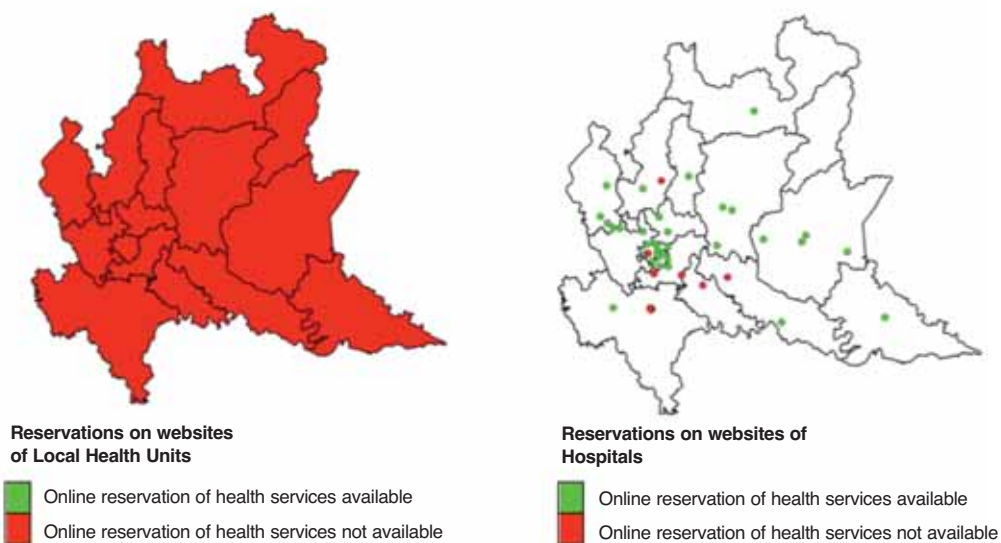 Reservations on websites
of Local Health Units
Online reservation of health services available
Online reservation of health services not available
Reservations on websites of
Hospitals
Online reservation of health services available
Online reservation of health services not available